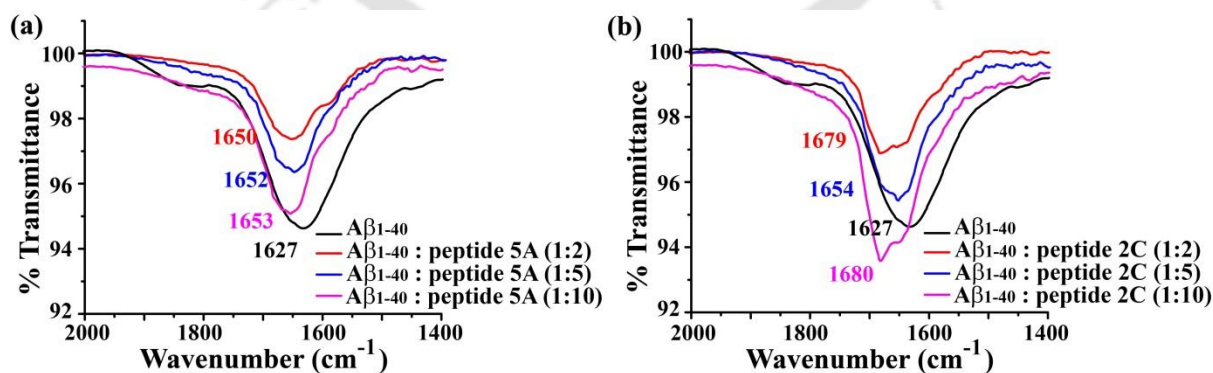 (a)
100
98
96
94
92
% Transmittance
1650
1652
1653
1627
Aβ1-40
Aβ1-40 : peptide 5A (1:2)
Aβ1-40 : peptide 5A (1:5)
Aβ1-40 : peptide 5A (1:10)
2000 1800 1600 1400
Wavenumber (cm⁻¹)
(b)
100
98
96
94
92
% Transmittance
1679
1654
1627
1680
Aβ1-40
Aβ1-40 : peptide 2C (1:2)
Aβ1-40 : peptide 2C (1:5)
Aβ1-40 : peptide 2C (1:10)
2000 1800 1600 1400
Wavenumber (cm⁻¹)